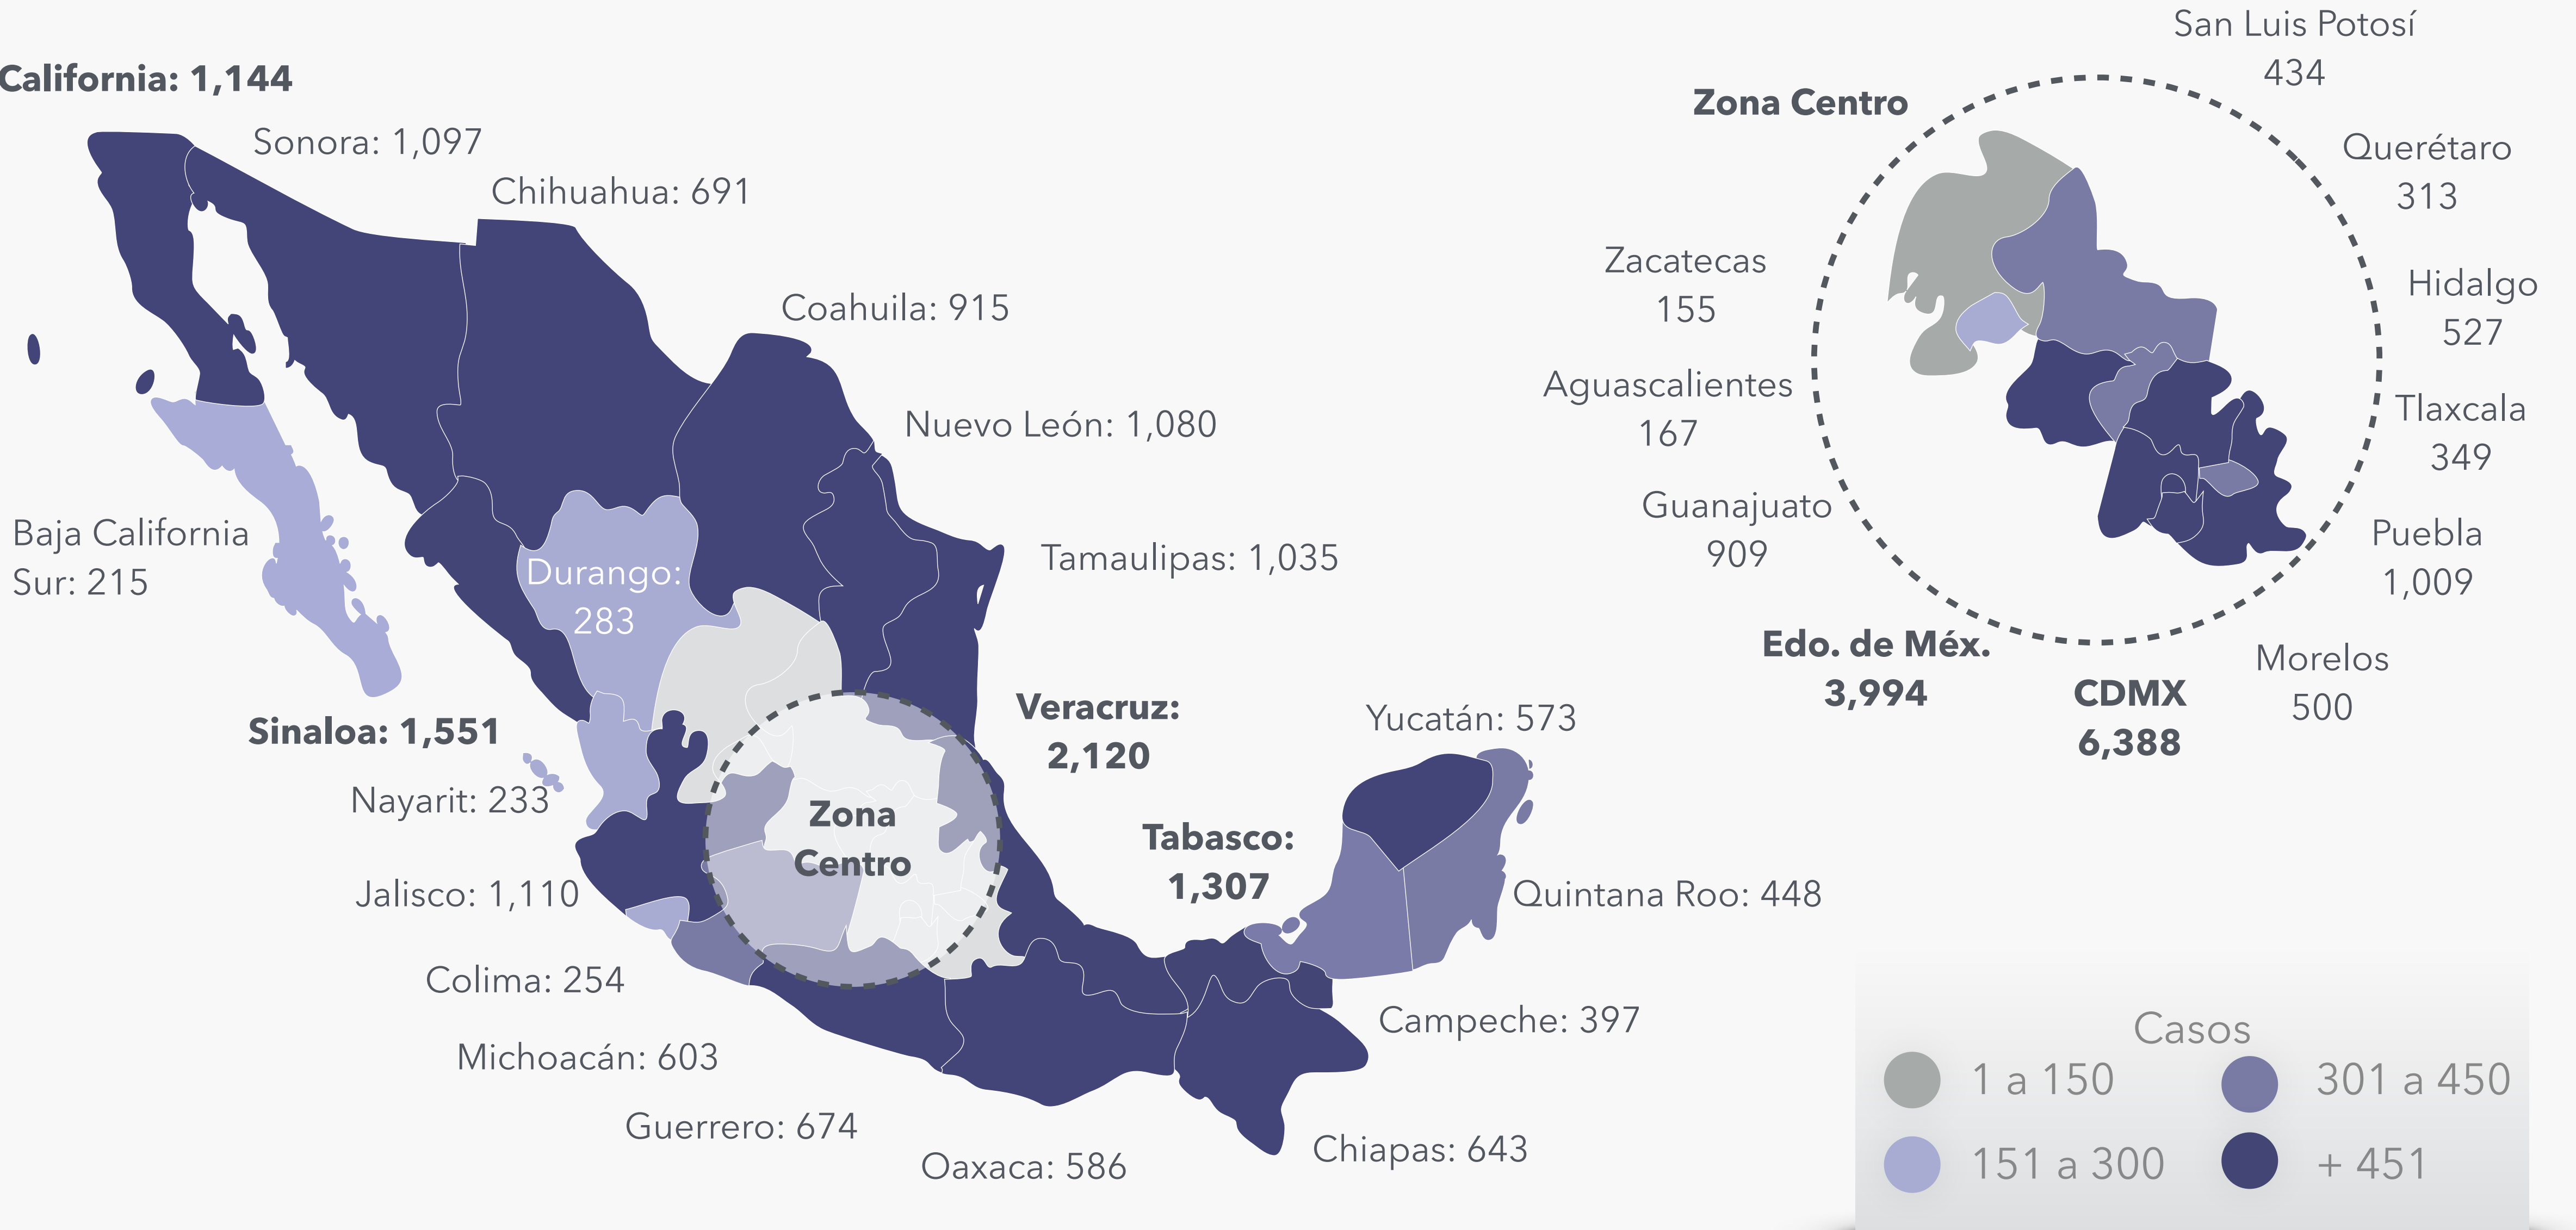 California: 1,144
Sonora: 1,097
Chihuahua: 691
Coahuila: 915
Nuevo León: 1,080
Tamaulipas: 1,035
Baja California
Sur: 215
Durango:
283
Sinaloa: 1,551
Nayarit: 233
Jalisco: 1,110
Colima: 254
Michoacán: 603
Guerrero: 674
Oaxaca: 586
Zona
Centro
Veracruz:
2,120
Tabasco:
1,307
Yucatán: 573
Quintana Roo: 448
Campeche: 397
Chiapas: 643
Zona Centro
San Luis Potosí
434
Querétaro
313
Hidalgo
527
Tlaxcala
349
Puebla
1,009
Morelos
500
CDMX
6,388
Edo. de Méx.
3,994
Guanajuato
909
Aguascalientes
167
Zacatecas
155
Casos
1 a 150
301 a 450
151 a 300
+ 451